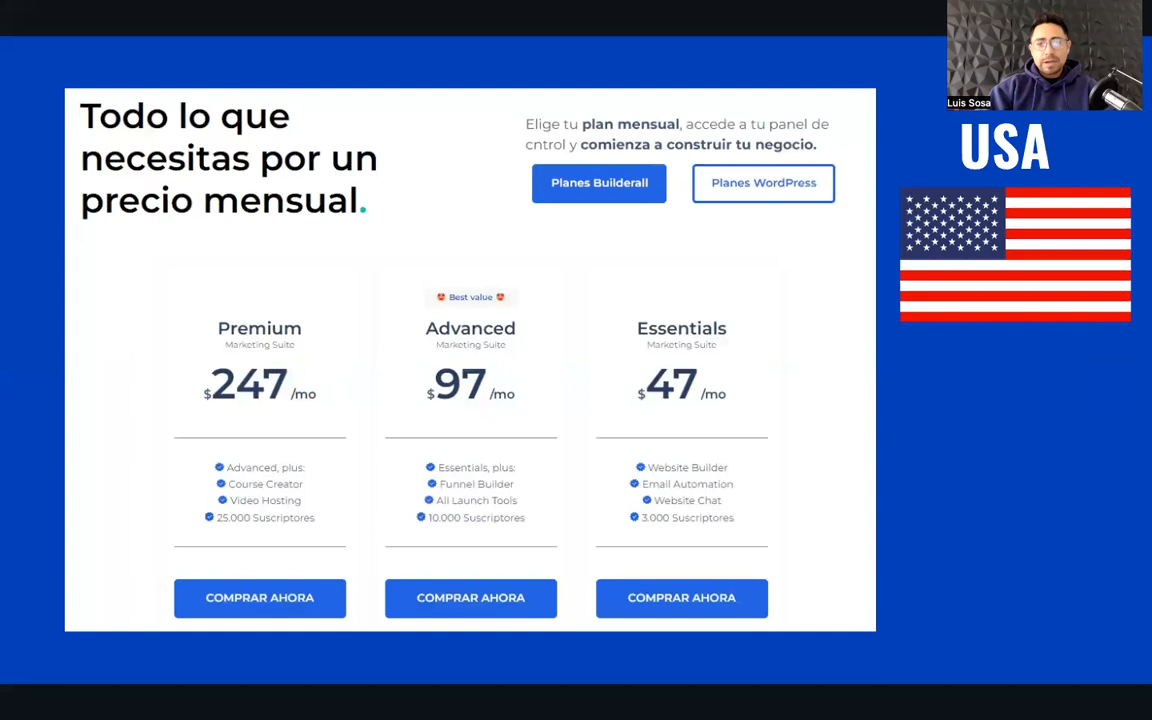 Todo lo que
necesitas por un
precio mensual.
Elige tu plan mensual, accede a tu panel de
cntrol y comienza a construir tu negocio.
Planes Builderall
Planes WordPress
Premium
Marketing Suite
$247 /mo
Advanced, plus:
Course Creator
Video Hosting
25.000 Suscriptores
COMPRAR AHORA
Best value
Advanced
Marketing Suite
$97 /mo
Essentials, plus:
Funnel Builder
All Launch Tools
10.000 Suscriptores
COMPRAR AHORA
Essentials
Marketing Suite
$47 /mo
Website Builder
Email Automation
Website Chat
3.000 Suscriptores
COMPRAR AHORA
Luis Sosa
USA